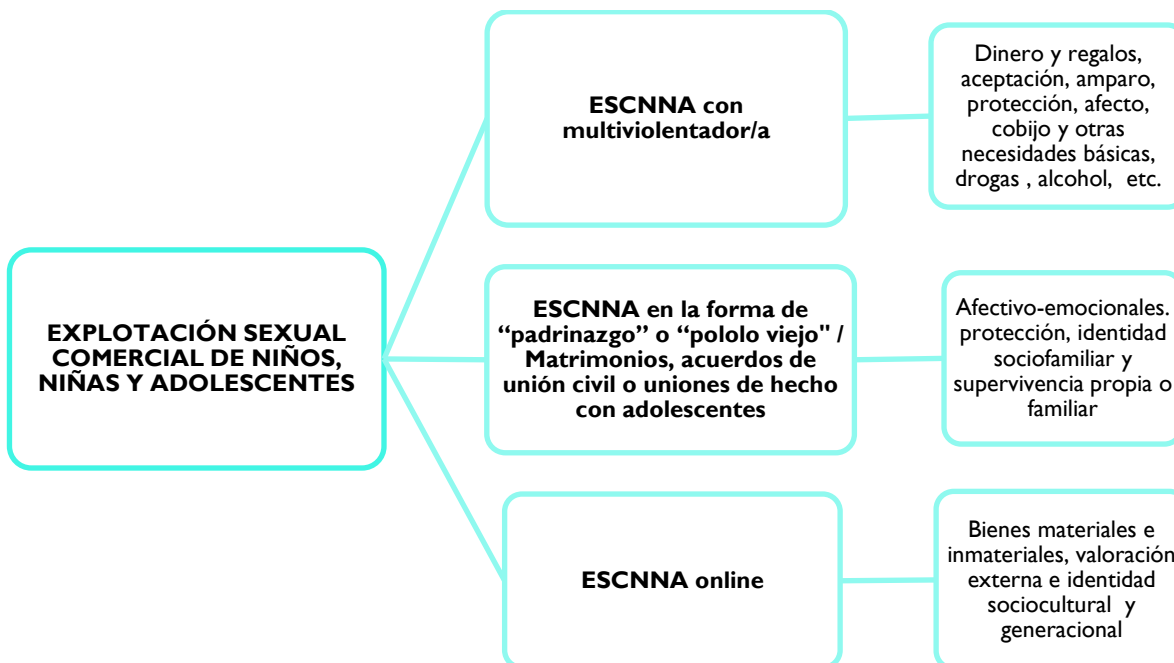 EXPLOTACIÓN SEXUAL
COMERCIAL DE NIÑOS,
NIÑAS Y ADOLESCENTES
ESCNNA con
multiviolentador/a
Dinero y regalos,
aceptación, amparo,
protección, afecto,
cobijo y otras
necesidades básicas,
drogas , alcohol, etc.
ESCNNA en la forma de
“padrinazgo” o “pololo viejo" /
Matrimonios, acuerdos de
unión civil o uniones de hecho
con adolescentes
Afectivo-emocionales.
protección, identidad
sociofamiliar y
supervivencia propia o
familiar
ESCNNA online
Bienes materiales e
inmateriales, valoración
externa e identidad
sociocultural y
generacional